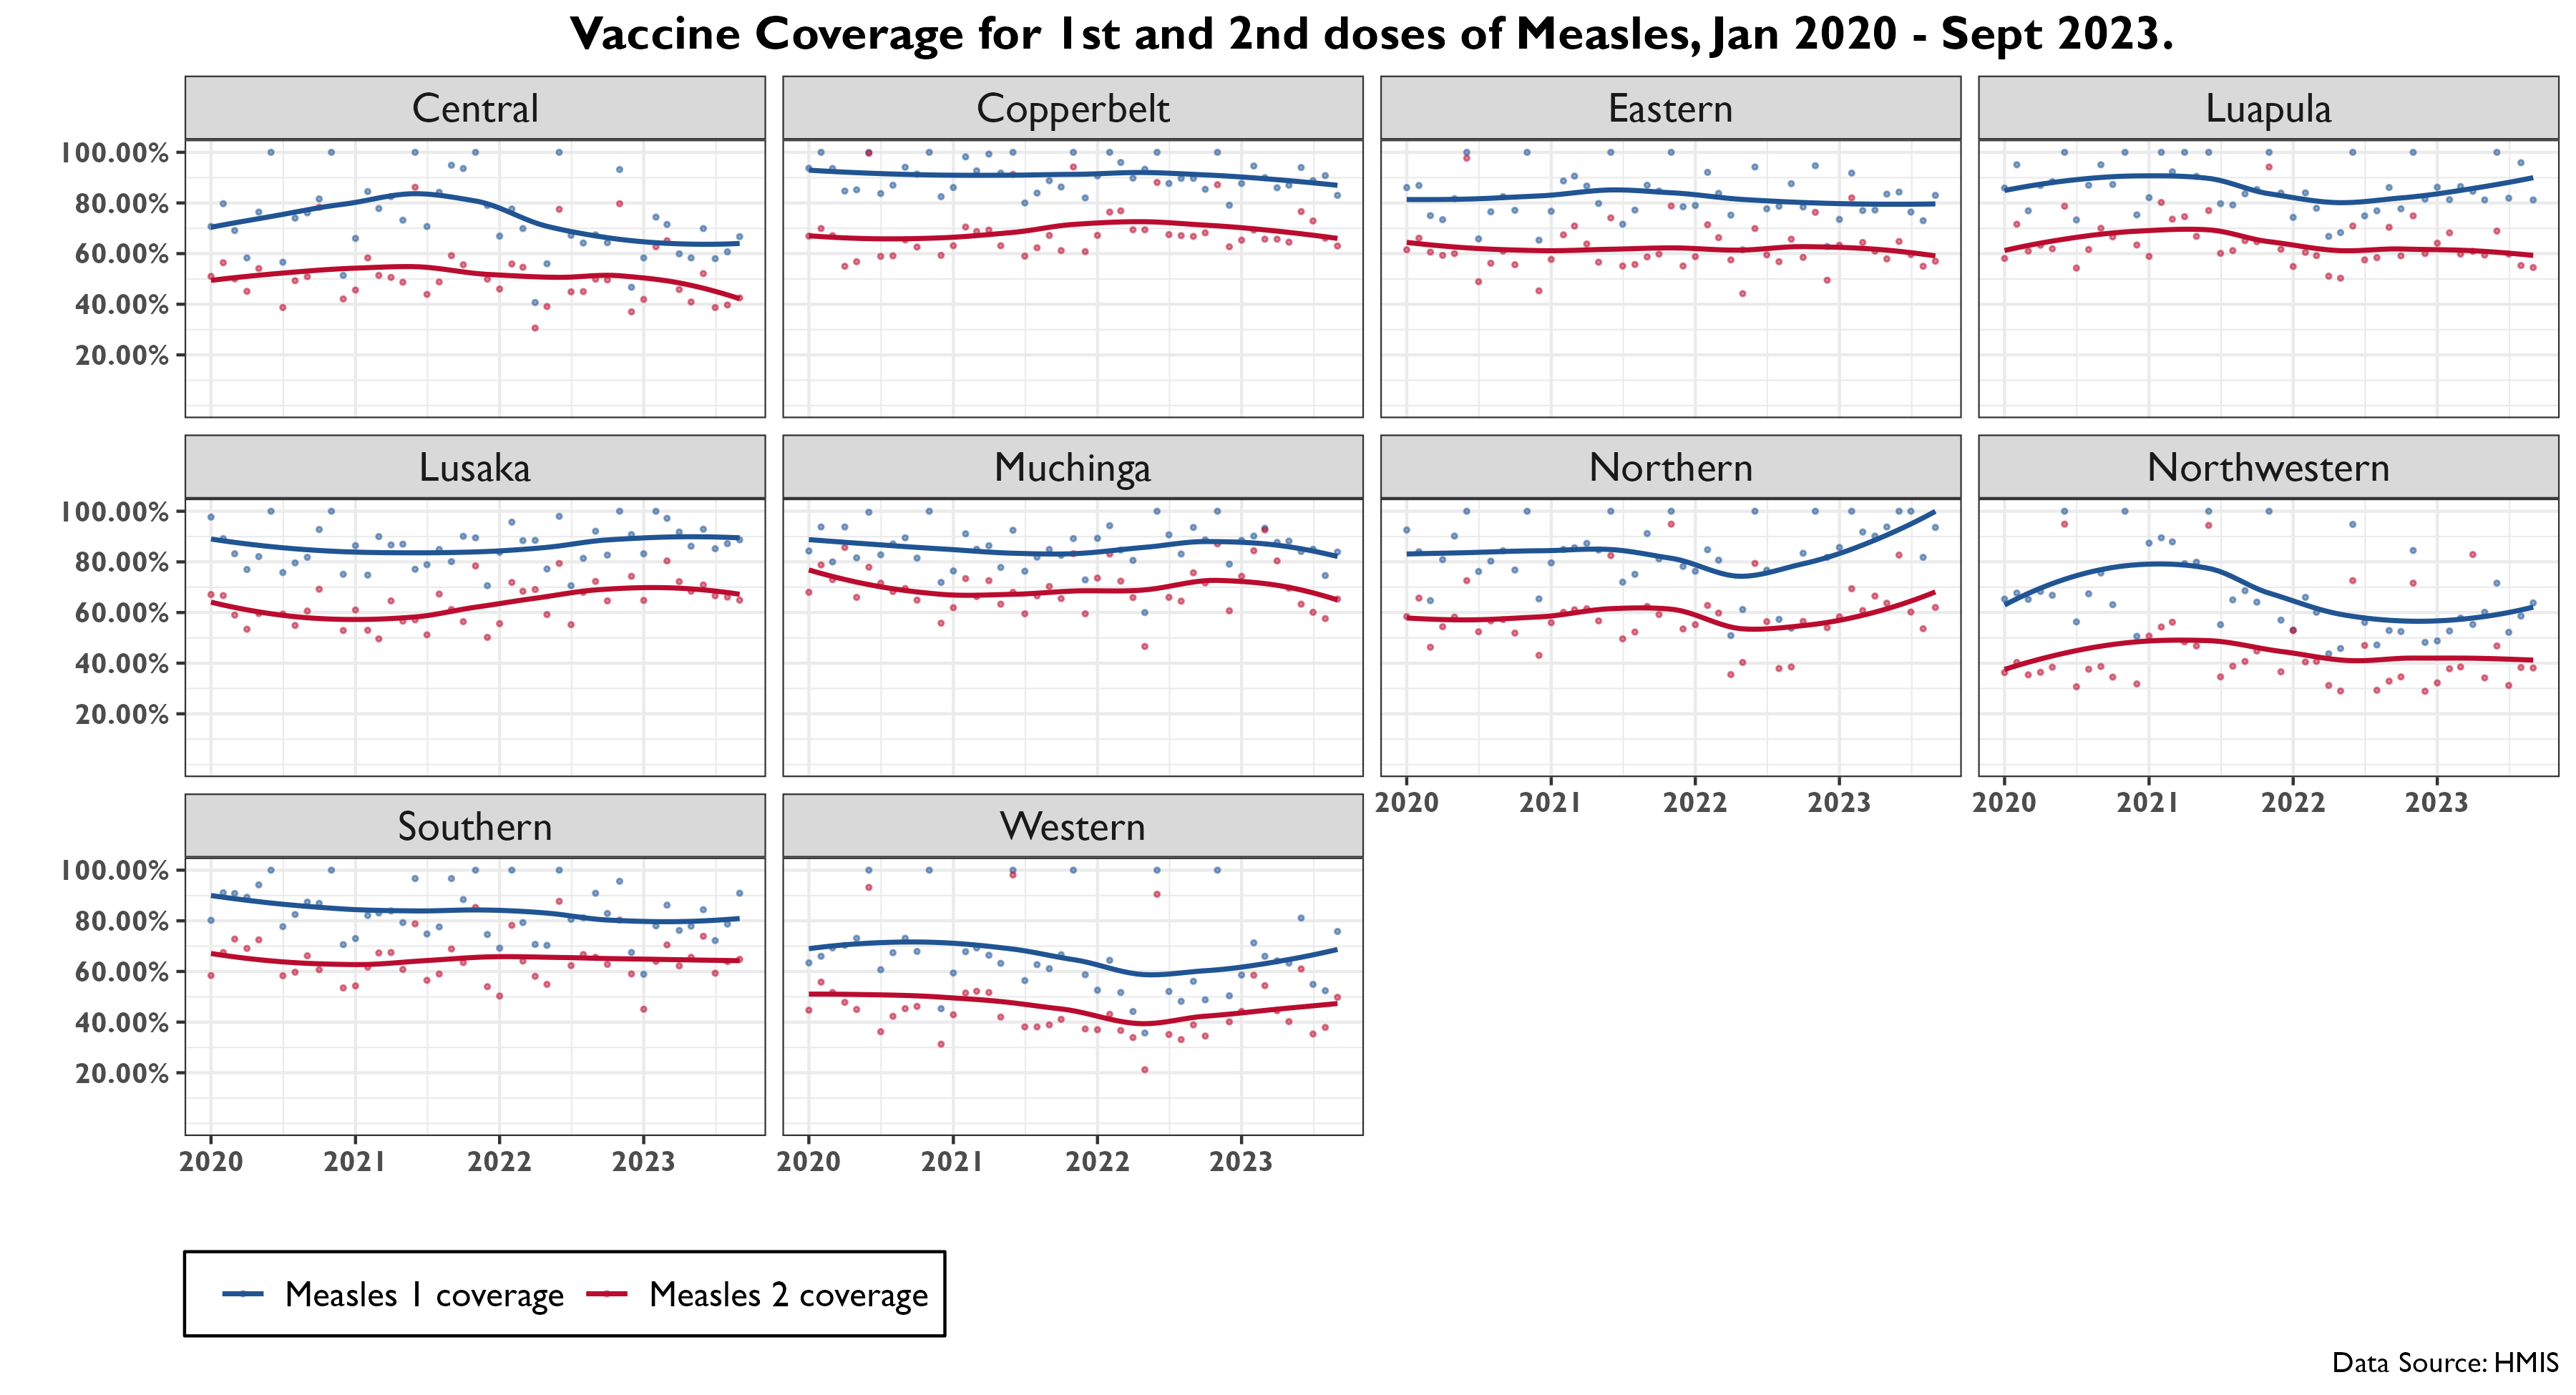 Vaccine Coverage for 1st and 2nd doses of Measles, Jan 2020 - Sept 2023.
Central Copperbelt Eastern Luapula
100.00%
80.00%
60.00%
40.00%
20.00%
Lusaka Muchinga Northern Northwestern
100.00%
80.00%
60.00%
40.00%
20.00%
2020 2021 2022 2023 2020 2021 2022 2023
Southern Western
100.00%
80.00%
60.00%
40.00%
20.00%
2020 2021 2022 2023 2020 2021 2022 2023
Measles 1 coverage Measles 2 coverage
Data Source: HMIS